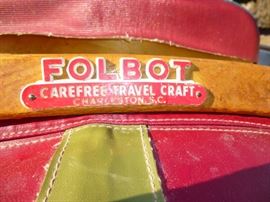 FOLBOT
CAREFREE TRAVEL CRAFT
CHARLESTON, S.C.